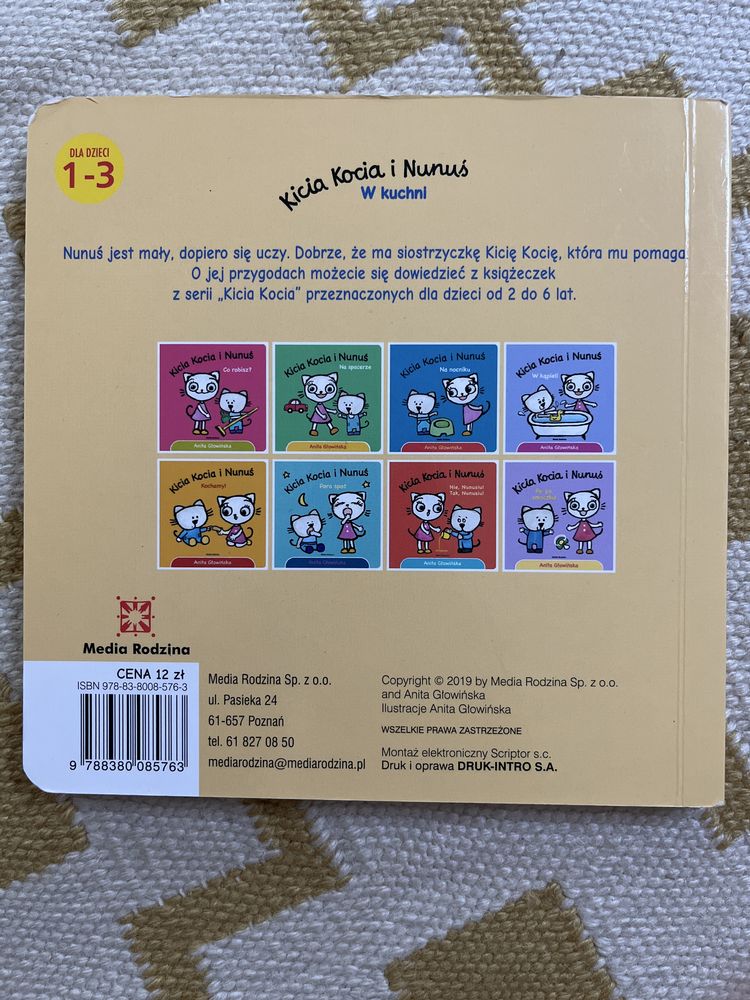 DLA DZIECI
1-3
Kicia Kocia i Nunuś
W kuchni
Nunuś jest mały, dopiero się uczy. Dobrze, że ma siostrzyczkę Kicię Kocię, która mu pomaga.
O jej przygodach możecie się dowiedzieć z książeczek
z serii „Kicia Kocia” przeznaczonych dla dzieci od 2 do 6 lat.
Kicia Kocia i Nunuś
Co robisz?
Anita Głowińska
Kicia Kocia i Nunuś
Na spacerze
Anita Głowińska
Kicia Kocia i Nunuś
Na nocniku
Anita Głowińska
Kicia Kocia i Nunuś
W kąpieli
Anita Głowińska
Kicia Kocia i Nunuś
Kochamy!
Anita Głowińska
Kicia Kocia i Nunuś
Pora spać
Anita Głowińska
Kicia Kocia i Nunuś
Nie, Nunusiu!
Tak, Nunusiu!
Anita Głowińska
Kicia Kocia i Nunuś
Pa, pa,
smoczku!
Anita Głowińska
Media Rodzina
CENA 12 zł
ISBN 978-83-8008-576-3
9 788380 085763
Media Rodzina Sp. z o.o.
ul. Pasieka 24
61-657 Poznań
tel. 61 827 08 50
mediarodzina@mediarodzina.pl
Copyright © 2019 by Media Rodzina Sp. z o.o.
and Anita Głowińska
Ilustracje Anita Głowińska
WSZELKIE PRAWA ZASTRZEŻONE
Montaż elektroniczny Scriptor s.c.
Druk i oprawa DRUK-INTRO S.A.